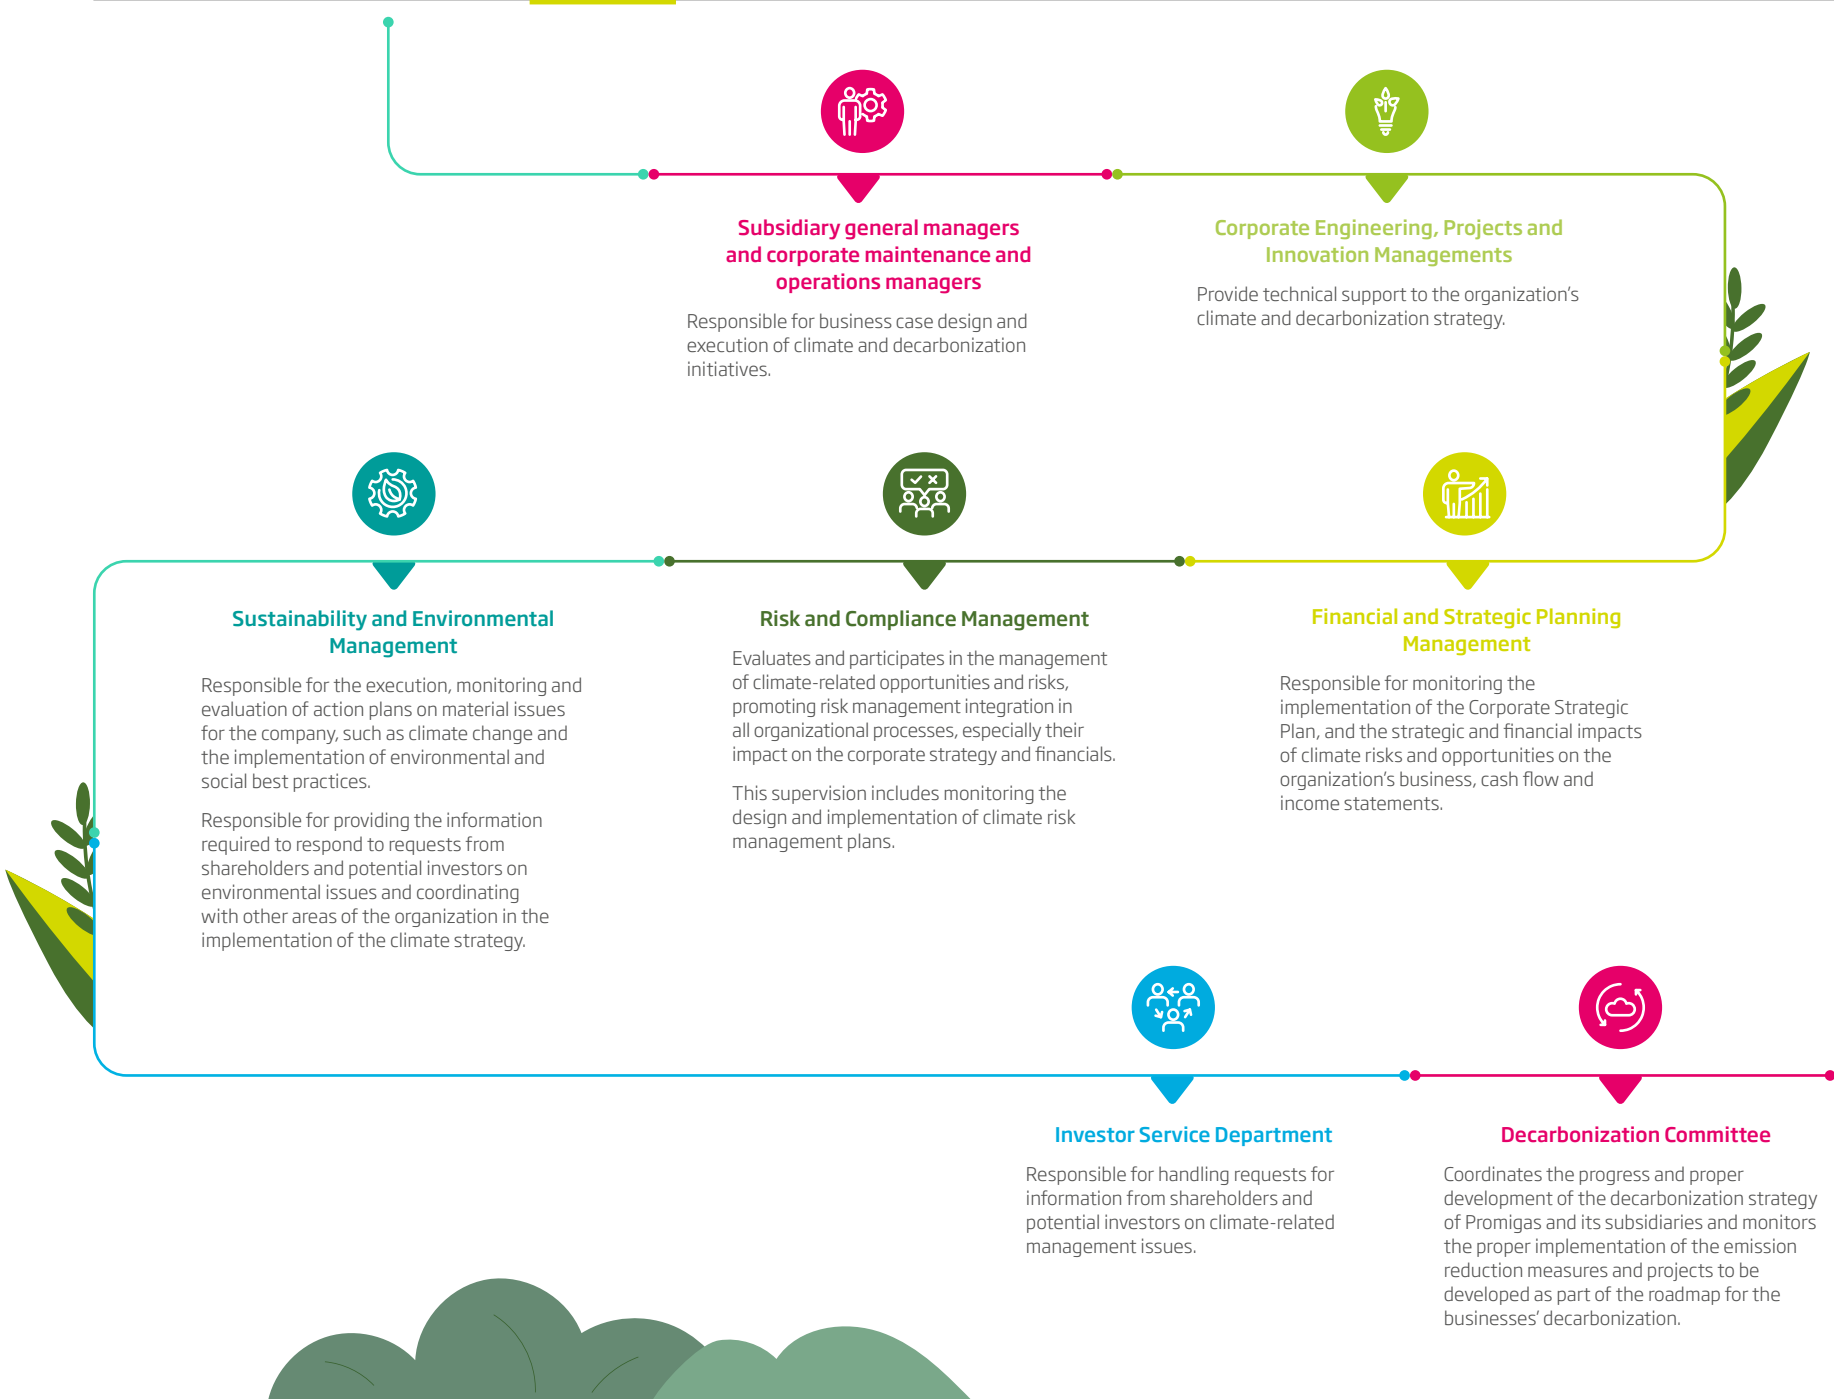 Subsidiary general managers
and corporate maintenance and
operations managers
Responsible for business case design and
execution of climate and decarbonization
initiatives.
Corporate Engineering, Projects and
Innovation Managements
Provide technical support to the organization's
climate and decarbonization strategy.
Sustainability and Environmental
Management
Responsible for the execution, monitoring and
evaluation of action plans on material issues
for the company, such as climate change and
the implementation of environmental and
social best practices.
Responsible for providing the information
required to respond to requests from
shareholders and potential investors on
environmental issues and coordinating
with other areas of the organization in the
implementation of the climate strategy.
Risk and Compliance Management
Evaluates and participates in the management
of climate-related opportunities and risks,
promoting risk management integration in
all organizational processes, especially their
impact on the corporate strategy and financials.
This supervision includes monitoring the
design and implementation of climate risk
management plans.
Financial and Strategic Planning
Management
Responsible for monitoring the
implementation of the Corporate Strategic
Plan, and the strategic and financial impacts
of climate risks and opportunities on the
organization's business, cash flow and
income statements.
Investor Service Department
Responsible for handling requests for
information from shareholders and
potential investors on climate-related
management issues.
Decarbonization Committee
Coordinates the progress and proper
development of the decarbonization strategy
of Promigas and its subsidiaries and monitors
the proper implementation of the emission
reduction measures and projects to be
developed as part of the roadmap for the
businesses' decarbonization.